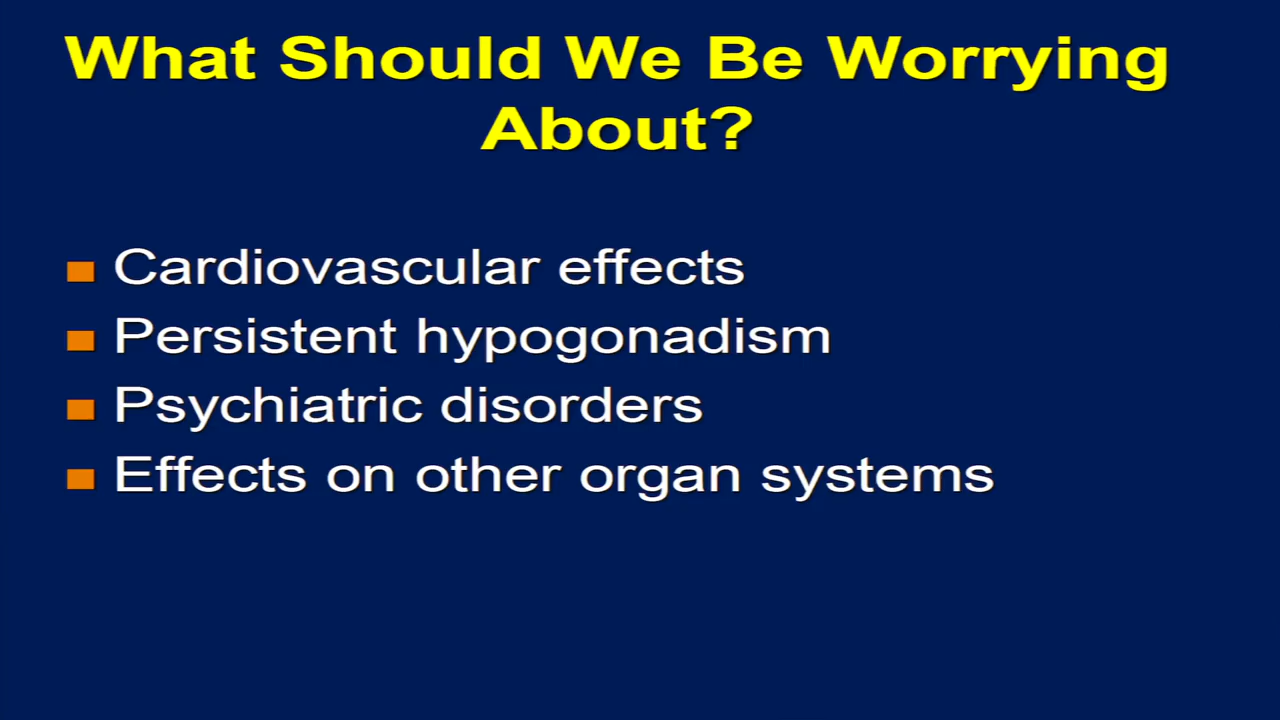 What Should We Be Worrying
About?
Cardiovascular effects
Persistent hypogonadism
Psychiatric disorders
Effects on other organ systems